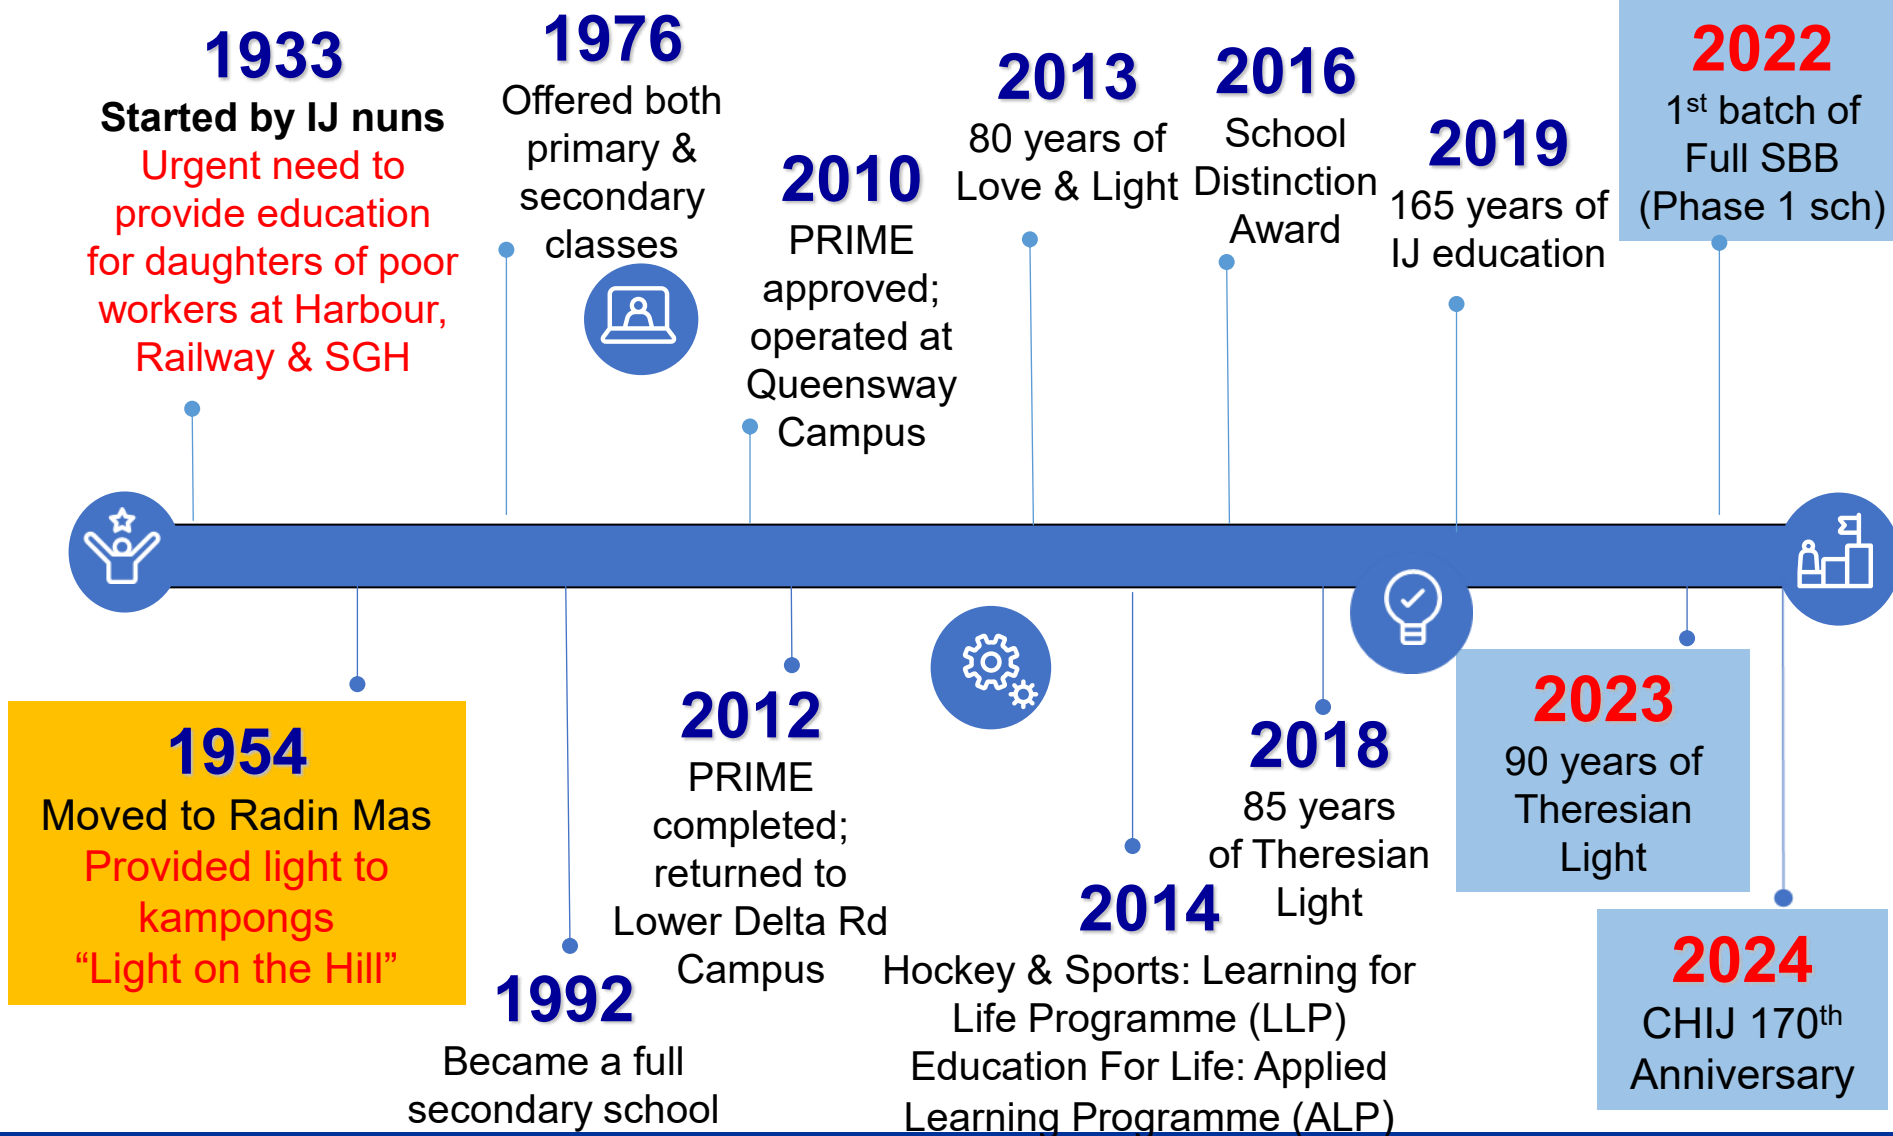 1933
Started by IJ nuns
Urgent need to
provide education
for daughters of poor
workers at Harbour,
Railway & SGH
1976
Offered both
primary &
secondary
classes
2010
PRIME
approved;
operated at
Queensway
Campus
2013
80 years of
Love & Light
2016
School
Distinction
Award
2019
165 years of
IJ education
2022
1st batch of
Full SBB
(Phase 1 sch)
1954
Moved to Radin Mas
Provided light to
kampongs
“Light on the Hill”
1992
Became a full
secondary school
2012
PRIME
completed;
returned to
Lower Delta Rd
Campus
2014
Hockey & Sports: Learning for
Life Programme (LLP)
Education For Life: Applied
Learning Programme (ALP)
2018
85 years
of Theresian
Light
2023
90 years of
Theresian
Light
2024
CHIJ 170th
Anniversary